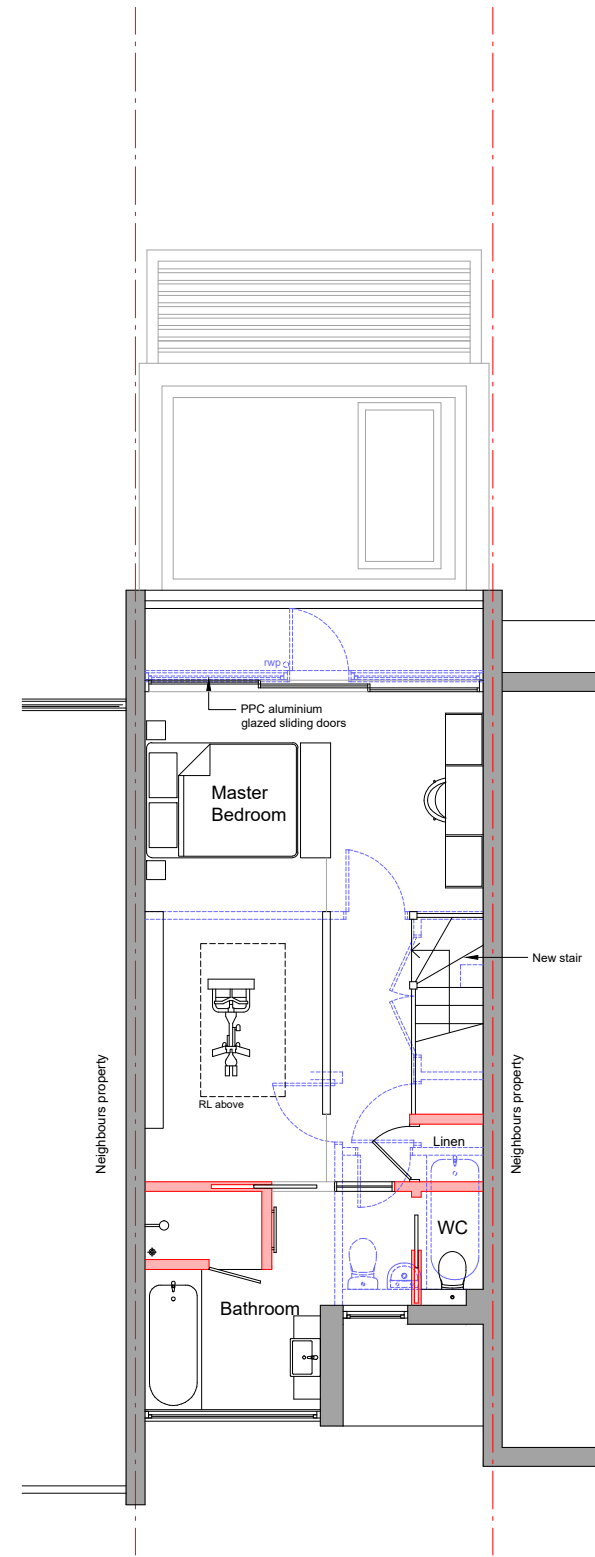 rwp
PPC aluminium
glazed sliding doors
Master
Bedroom
New stair
Neighbours property
Neighbours property
RL above
Linen
WC
Bathroom